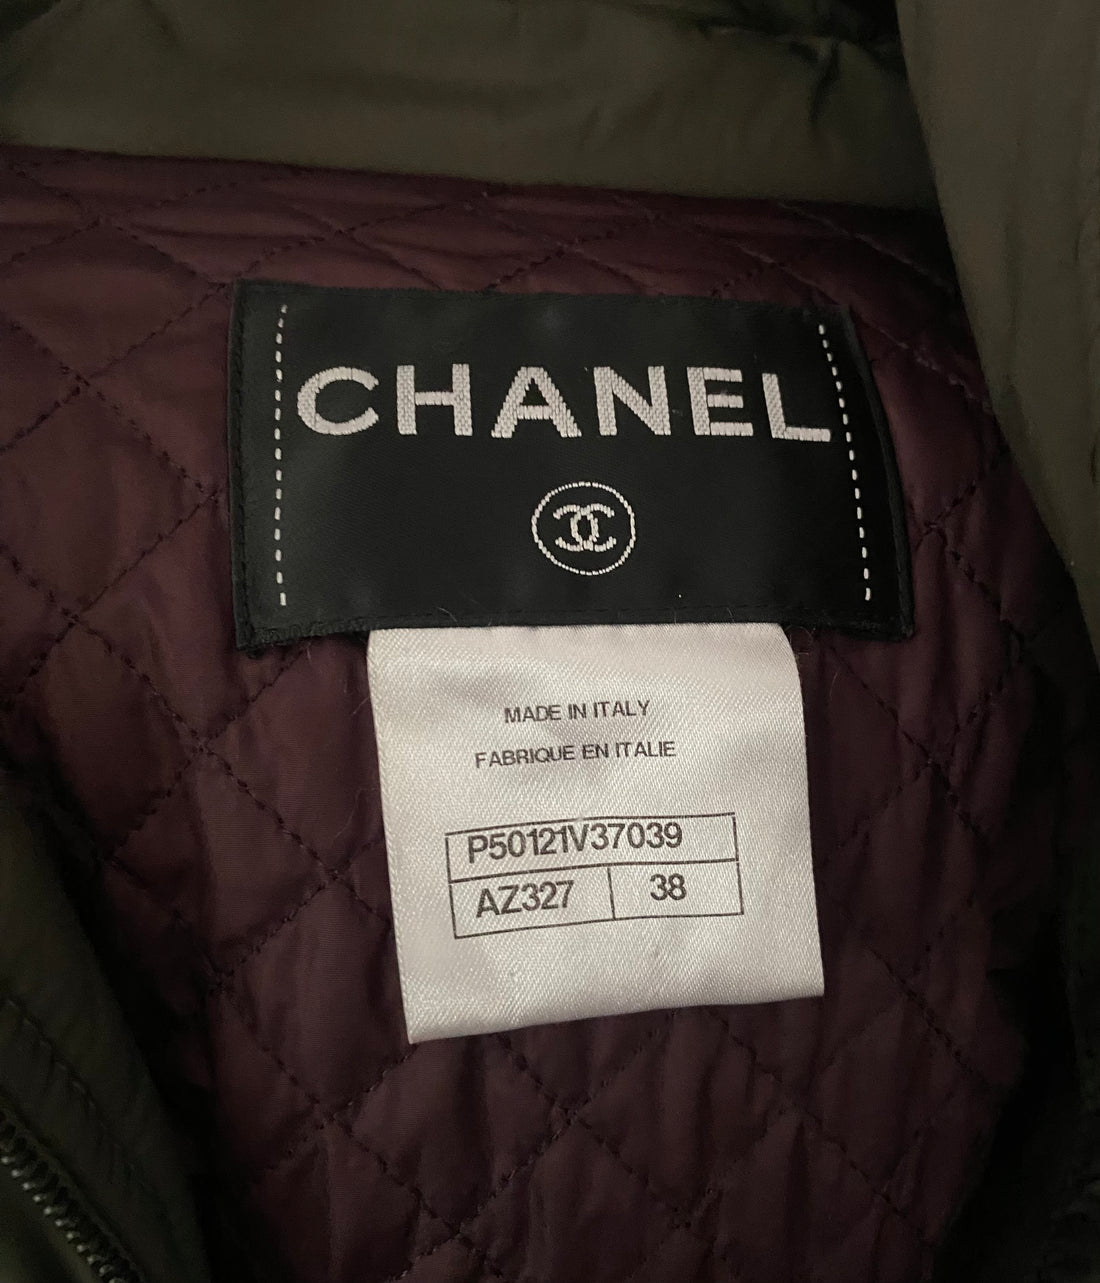 CHANEL
MADE IN ITALY
FABRIQUE EN ITALIE
P50121V37039
AZ327 38